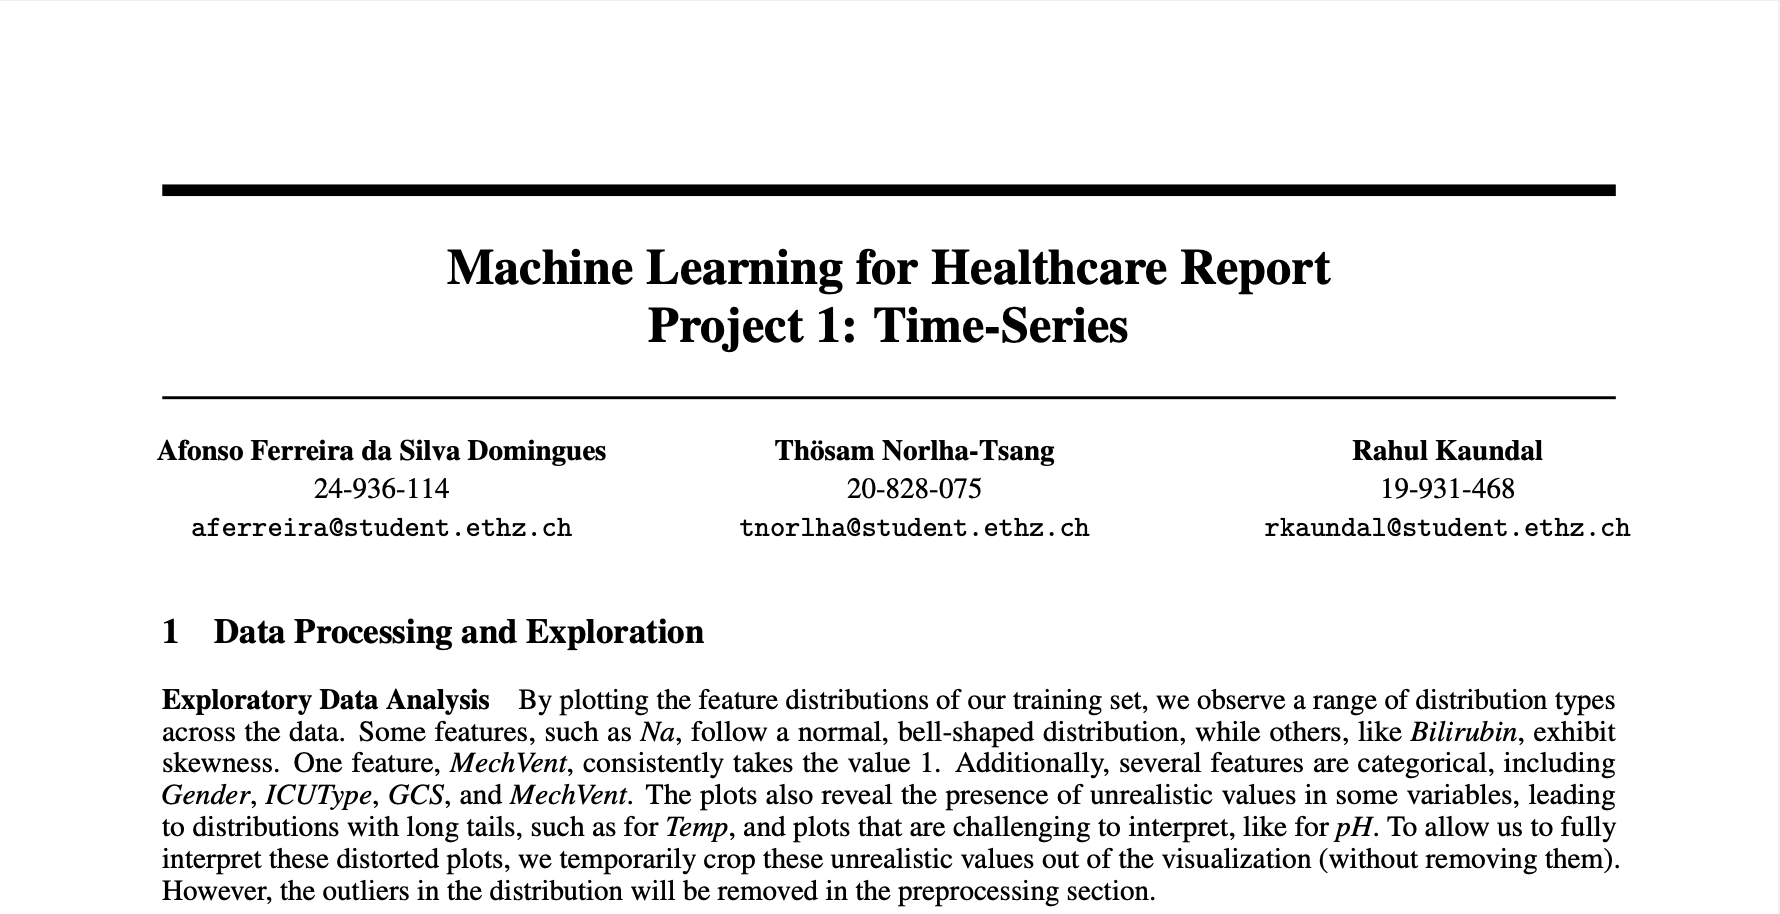 Machine Learning for Healthcare Report
Project 1: Time-Series
Afonso Ferreira da Silva Domingues
24-936-114
aferreira@student.ethz.ch
Thösam Norlha-Tsang
20-828-075
tnorlha@student.ethz.ch
Rahul Kaundal
19-931-468
rkaundal@student.ethz.ch
1 Data Processing and Exploration
Exploratory Data Analysis By plotting the feature distributions of our training set, we observe a range of distribution types
across the data. Some features, such as Na, follow a normal, bell-shaped distribution, while others, like Bilirubin, exhibit
skewness. One feature, MechVent, consistently takes the value 1. Additionally, several features are categorical, including
Gender, ICUType, GCS, and MechVent. The plots also reveal the presence of unrealistic values in some variables, leading
to distributions with long tails, such as for Temp, and plots that are challenging to interpret, like for pH. To allow us to fully
interpret these distorted plots, we temporarily crop these unrealistic values out of the visualization (without removing them).
However, the outliers in the distribution will be removed in the preprocessing section.